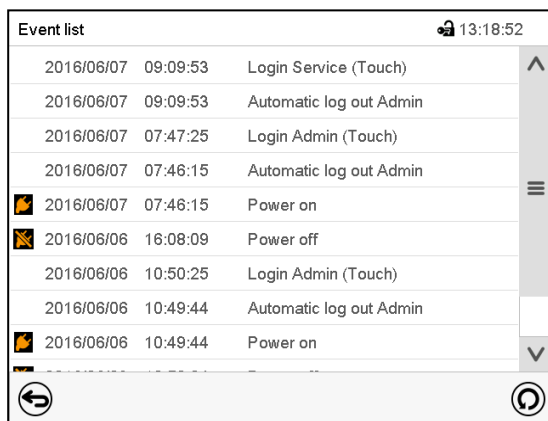 Event list 13:18:52
2016/06/07 09:09:53 Login Service (Touch)
2016/06/07 09:09:53 Automatic log out Admin
2016/06/07 07:47:25 Login Admin (Touch)
2016/06/07 07:46:15 Automatic log out Admin
2016/06/07 07:46:15 Power on
2016/06/06 16:08:09 Power off
2016/06/06 10:50:25 Login Admin (Touch)
2016/06/06 10:49:44 Automatic log out Admin
2016/06/06 10:49:44 Power on